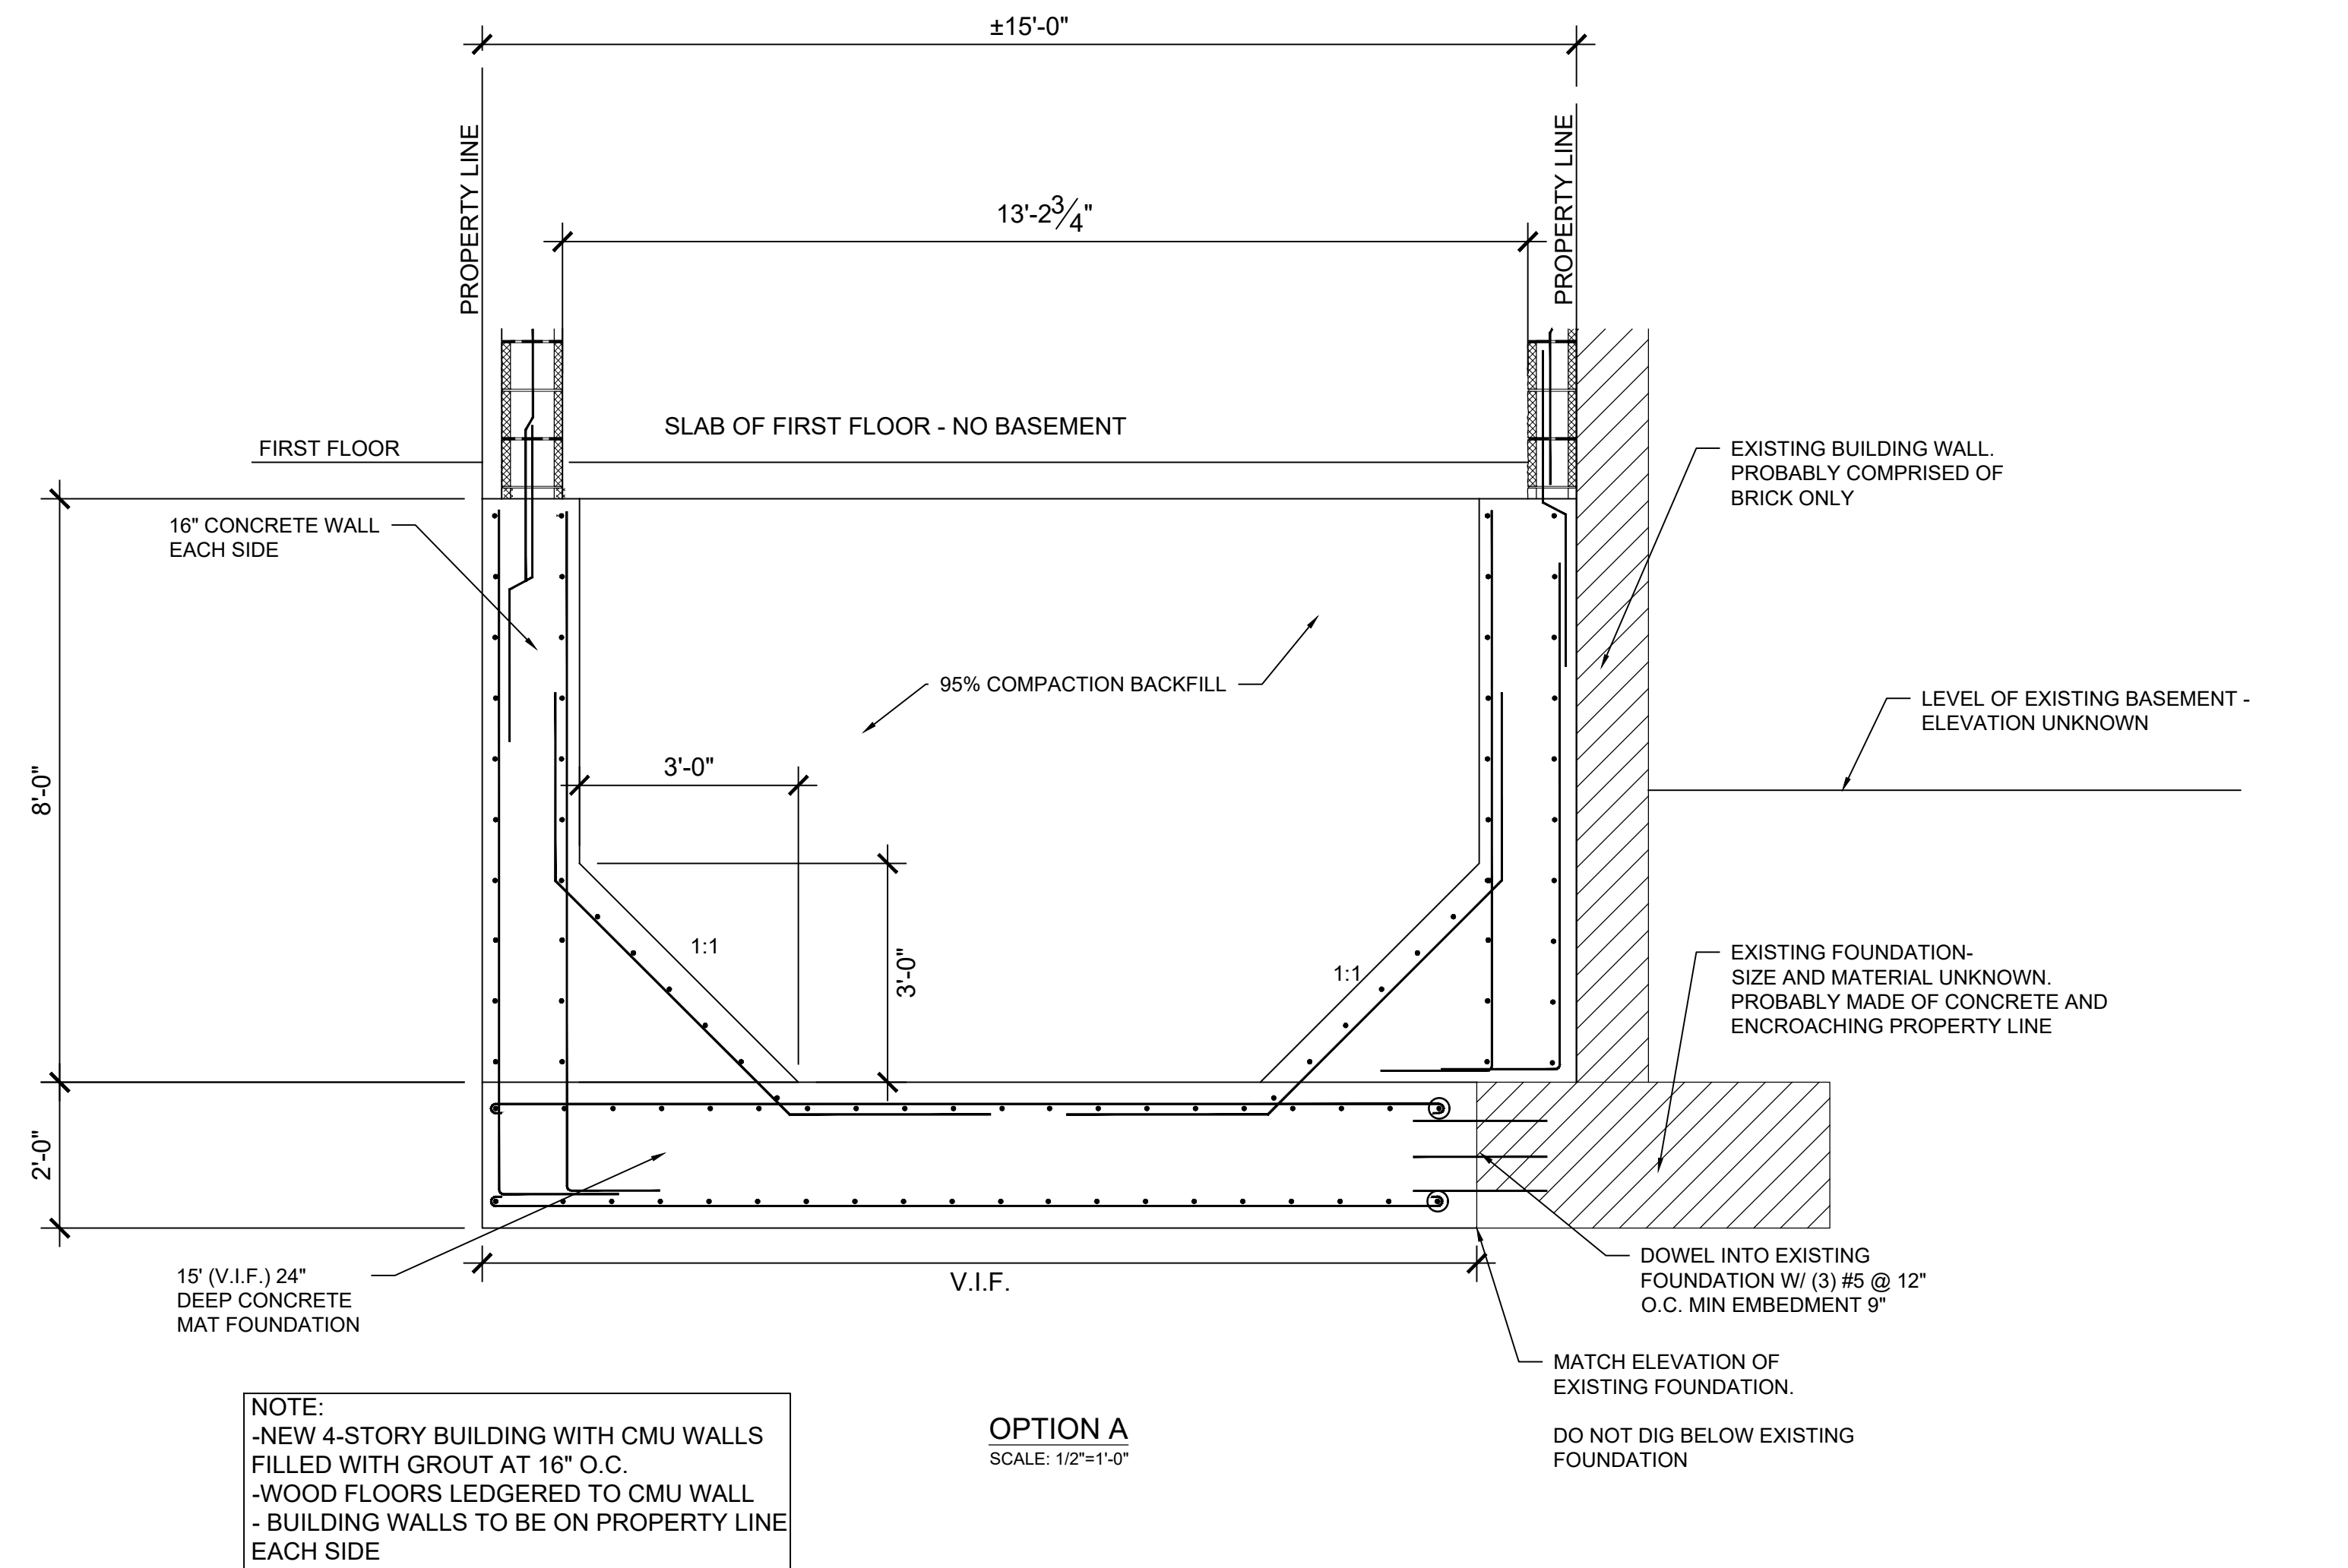 ±15'-0"
PROPERTY LINE
PROPERTY LINE
13'-2 3/4"
SLAB OF FIRST FLOOR - NO BASEMENT
FIRST FLOOR
EXISTING BUILDING WALL.
PROBABLY COMPRISED OF
BRICK ONLY
16" CONCRETE WALL
EACH SIDE
95% COMPACTION BACKFILL
LEVEL OF EXISTING BASEMENT -
ELEVATION UNKNOWN
3'-0"
8'-0"
1:1
3'-0"
1:1
EXISTING FOUNDATION-
SIZE AND MATERIAL UNKNOWN.
PROBABLY MADE OF CONCRETE AND
ENCROACHING PROPERTY LINE
2'-0"
15' (V.I.F.) 24"
DEEP CONCRETE
MAT FOUNDATION
V.I.F.
DOWEL INTO EXISTING
FOUNDATION W/ (3) #5 @ 12"
O.C. MIN EMBEDMENT 9"
MATCH ELEVATION OF
EXISTING FOUNDATION.
DO NOT DIG BELOW EXISTING
FOUNDATION
NOTE:
-NEW 4-STORY BUILDING WITH CMU WALLS
FILLED WITH GROUT AT 16" O.C.
-WOOD FLOORS LEDGERED TO CMU WALL
- BUILDING WALLS TO BE ON PROPERTY LINE
EACH SIDE
OPTION A
SCALE: 1/2"=1'-0"